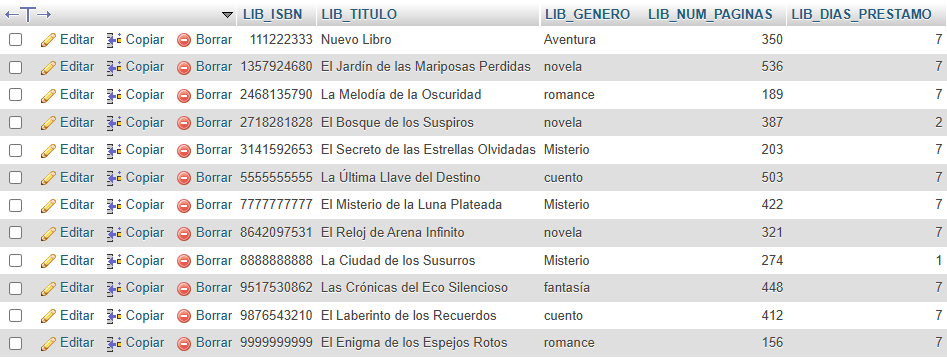 ←T→ LIB_ISBN LIB_TITULO LIB_GENERO LIB_NUM_PAGINAS LIB_DIAS_PRESTAMO
Editar Copiar Borrar 111222333 Nuevo Libro Aventura 350 7
Editar Copiar Borrar 1357924680 El Jardín de las Mariposas Perdidas novela 536 7
Editar Copiar Borrar 2468135790 La Melodía de la Oscuridad romance 189 7
Editar Copiar Borrar 2718281828 El Bosque de los Suspiros novela 387 2
Editar Copiar Borrar 3141592653 El Secreto de las Estrellas Olvidadas Misterio 203 7
Editar Copiar Borrar 5555555555 La Última Llave del Destino cuento 503 7
Editar Copiar Borrar 7777777777 El Misterio de la Luna Plateada Misterio 422 7
Editar Copiar Borrar 8642097531 El Reloj de Arena Infinito novela 321 7
Editar Copiar Borrar 8888888888 La Ciudad de los Susurros Misterio 274 1
Editar Copiar Borrar 9517530862 Las Crónicas del Eco Silencioso fantasía 448 7
Editar Copiar Borrar 9876543210 El Laberinto de los Recuerdos cuento 412 7
Editar Copiar Borrar 9999999999 El Enigma de los Espejos Rotos romance 156 7